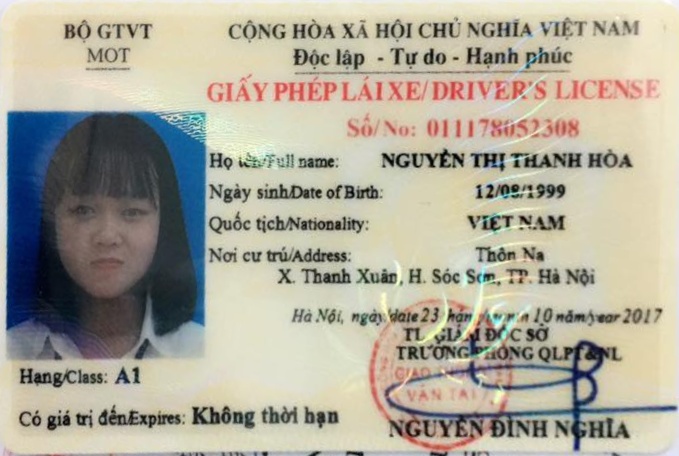 BỘ GTVT
MOT
CỘNG HÒA XÃ HỘI CHỦ NGHĨA VIỆT NAM
Độc lập - Tự do - Hạnh phúc
GIẤY PHÉP LÁI XE/ DRIVER'S LICENSE
Số/No: 011178052308
Họ tên/Full name: NGUYỄN THỊ THANH HÒA
Ngày sinh/Date of Birth: 12/08/1999
Quốc tịch/Nationality: VIỆT NAM
Nơi cư trú/Address: Thôn Na
X. Thanh Xuân, H. Sóc Sơn, TP. Hà Nội
Hà Nội, ngày/date 23 tháng/month 10 năm/year 2017
TL. GIÁM ĐỐC SỞ
TRƯỞNG PHÒNG QLPT&NL
GIAO
VẬN TẢI
Hạng/Class: A1
Có giá trị đến/Expires: Không thời hạn
NGUYỄN ĐÌNH NGHĨA